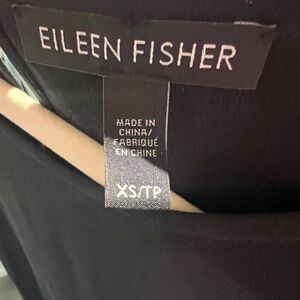 EILEEN FISHER
MADE IN
CHINA/
FABRIQUÉ
EN CHINE
XS/TP